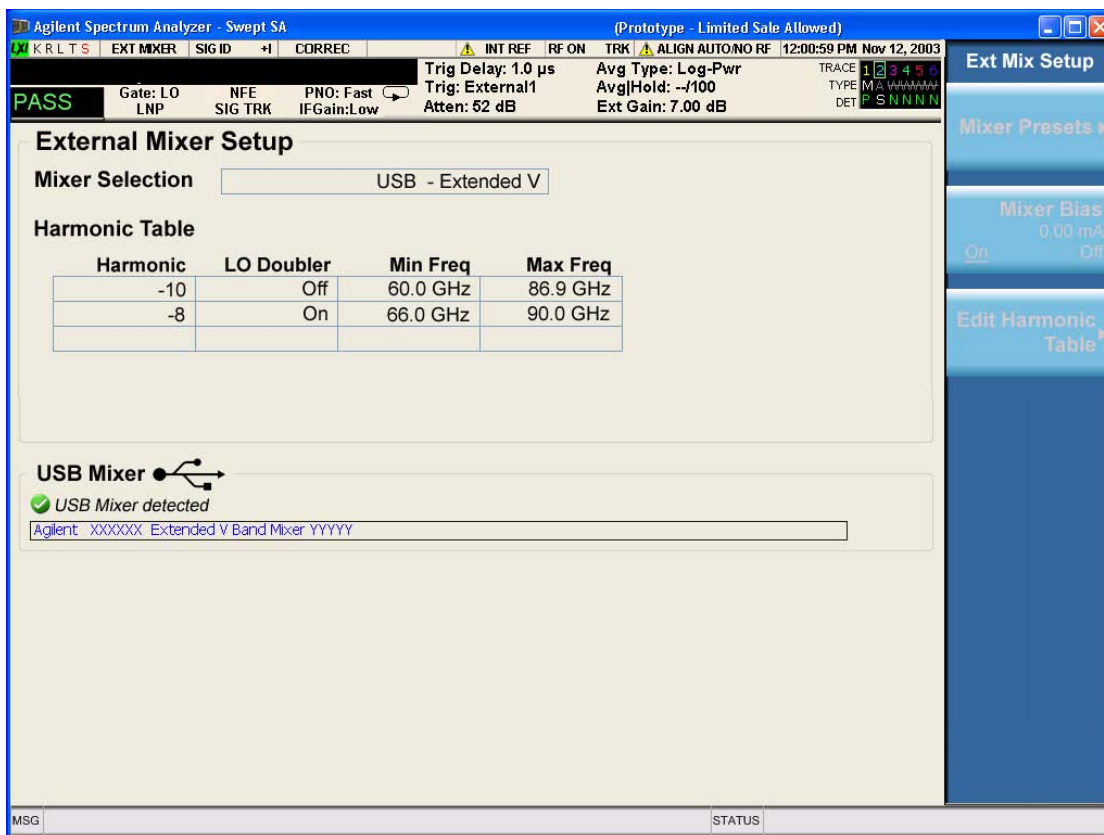 Agilent Spectrum Analyzer - Swept SA (Prototype - Limited Sale Allowed)
LXI K R L T S EXT MIXER SIG ID +I CORREC INT REF RF ON TRK ALIGN AUTO/NO RF 12:00:59 PM Nov 12, 2003
PASS
Gate: LO
LNP
NFE
SIG TRK
PNO: Fast
IFGain:Low
Trig Delay: 1.0 µs
Trig: External1
Atten: 52 dB
Avg Type: Log-Pwr
Avg|Hold: --/100
Ext Gain: 7.00 dB
TRACE 1 2 3 4 5 6
TYPE M A W W W W
DET P S N N N N
Ext Mix Setup
Mixer Presets
Mixer Bias
0.00 mA
On Off
Edit Harmonic
Table
External Mixer Setup
Mixer Selection USB - Extended V
Harmonic Table
Harmonic LO Doubler Min Freq Max Freq
-10 Off 60.0 GHz 86.9 GHz
-8 On 66.0 GHz 90.0 GHz
USB Mixer
USB Mixer detected
Agilent XXXXXX Extended V Band Mixer YYYYY
MSG STATUS